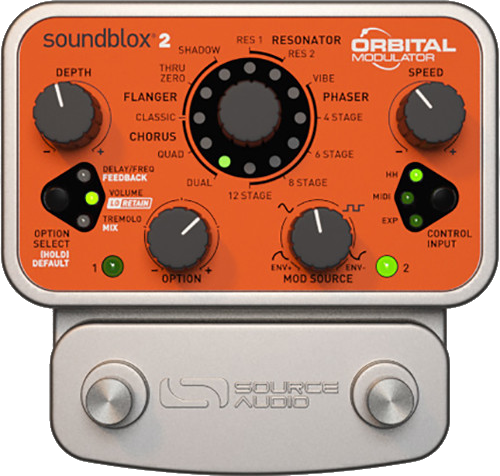 soundblox® 2
ORBITAL
MODULATOR
DEPTH
SPEED
RES 1
RESONATOR
RES 2
SHADOW
THRU
ZERO
VIBE
FLANGER
PHASER
CLASSIC
4 STAGE
CHORUS
QUAD
6 STAGE
DUAL
8 STAGE
12 STAGE
- +
- +
DELAY/FREQ
FEEDBACK
VOLUME
LO RETAIN
TREMOLO
MIX
OPTION
SELECT
(HOLD)
DEFAULT
HH
MIDI
EXP
CONTROL
INPUT
1
- +
OPTION
ENV+
ENV-
MOD SOURCE
2
SOURCE
AUDIO